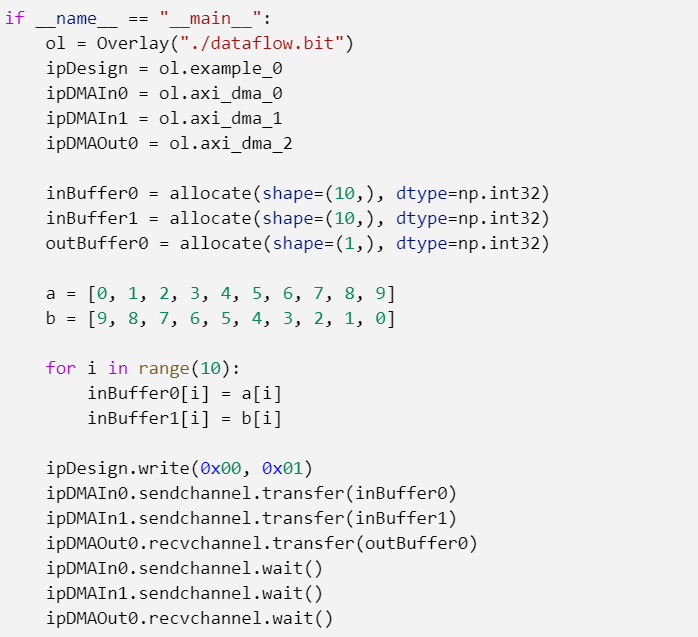 if __name__ == "__main__":
    ol = Overlay("./dataflow.bit")
    ipDesign = ol.example_0
    ipDMAIn0 = ol.axi_dma_0
    ipDMAIn1 = ol.axi_dma_1
    ipDMAOut0 = ol.axi_dma_2

    inBuffer0 = allocate(shape=(10,), dtype=np.int32)
    inBuffer1 = allocate(shape=(10,), dtype=np.int32)
    outBuffer0 = allocate(shape=(1,), dtype=np.int32)

    a = [0, 1, 2, 3, 4, 5, 6, 7, 8, 9]
    b = [9, 8, 7, 6, 5, 4, 3, 2, 1, 0]

    for i in range(10):
        inBuffer0[i] = a[i]
        inBuffer1[i] = b[i]

    ipDesign.write(0x00, 0x01)
    ipDMAIn0.sendchannel.transfer(inBuffer0)
    ipDMAIn1.sendchannel.transfer(inBuffer1)
    ipDMAOut0.recvchannel.transfer(outBuffer0)
    ipDMAIn0.sendchannel.wait()
    ipDMAIn1.sendchannel.wait()
    ipDMAOut0.recvchannel.wait()